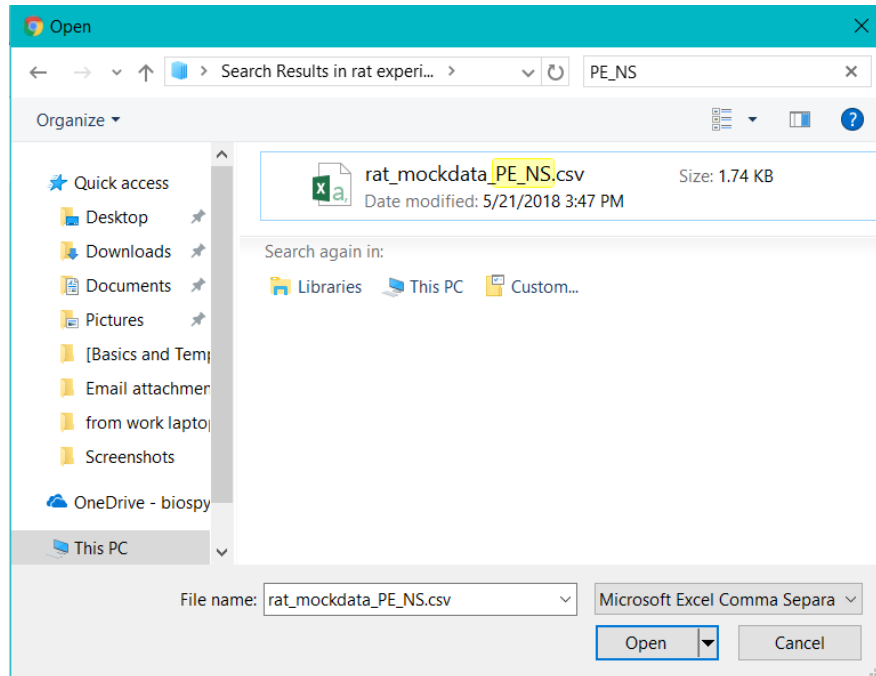 Open
Search Results in rat experi...
PE_NS
Organize
Quick access
Desktop
Downloads
Documents
Pictures
[Basics and Temp
Email attachmen
from work laptop
Screenshots
OneDrive - biospy
This PC
rat_mockdata_PE_NS.csv
Size: 1.74 KB
Date modified: 5/21/2018 3:47 PM
Search again in:
Libraries
This PC
Custom...
File name: rat_mockdata_PE_NS.csv
Microsoft Excel Comma Separa
Open
Cancel